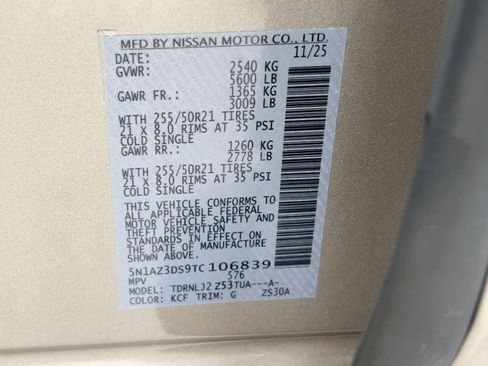 MFD BY NISSAN MOTOR CO., LTD.
DATE: 11/25
GVWR: 2540 KG
5600 LB
GAWR FR.: 1365 KG
3009 LB
WITH 255/50R21 TIRES
21 x 8.0 RIMS AT 35 PSI
COLD SINGLE
GAWR RR.: 1260 KG
2778 LB
WITH 255/50R21 TIRES
21 x 8.0 RIMS AT 35 PSI
COLD SINGLE
THIS VEHICLE CONFORMS TO
ALL APPLICABLE FEDERAL
MOTOR VEHICLE SAFETY AND
THEFT PREVENTION
STANDARDS IN EFFECT ON
THE DATE OF MANUFACTURE
SHOWN ABOVE.
5N1AZ3DS9TC106839
MPV S76
MODEL: TDRNLJ2 ZS3TUA---A-
COLOR: KCF TRIM: G ZS30A